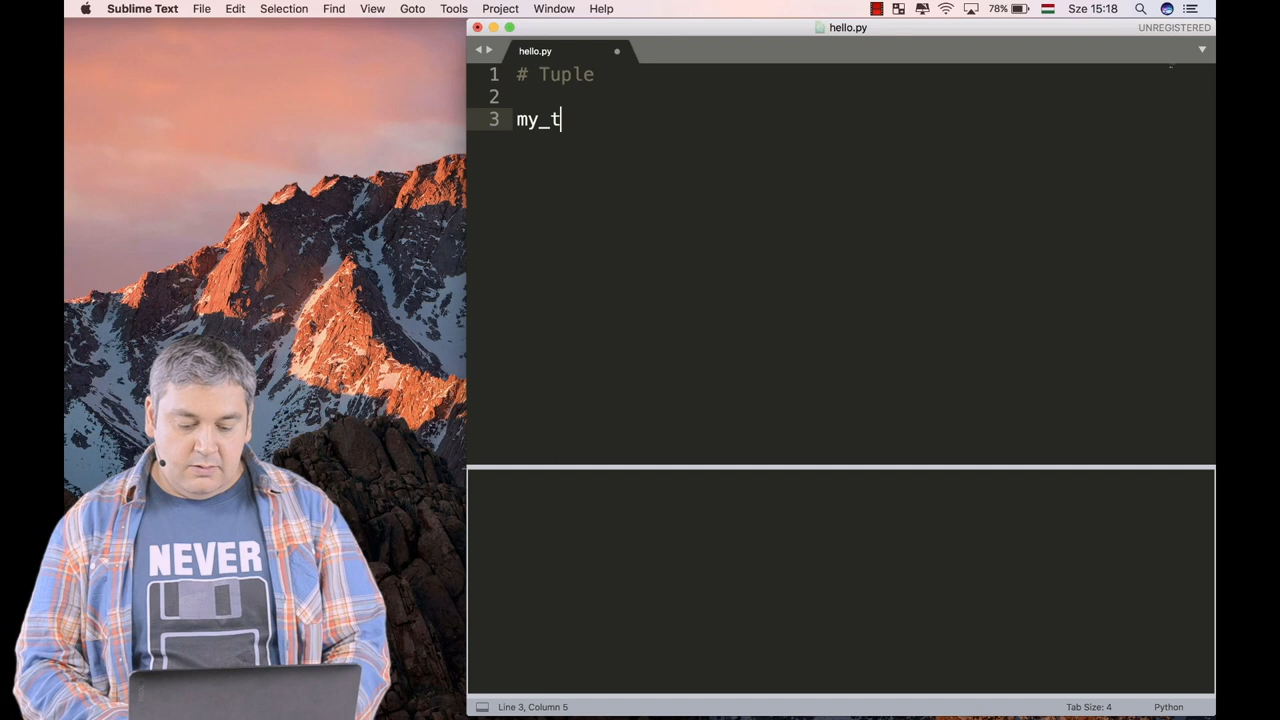 Sublime Text File Edit Selection Find View Goto Tools Project Window Help 78% Sze 15:18
hello.py UNREGISTERED
hello.py
1 # Tuple
2
3 my_t
NEVER
Line 3, Column 5 Tab Size: 4 Python